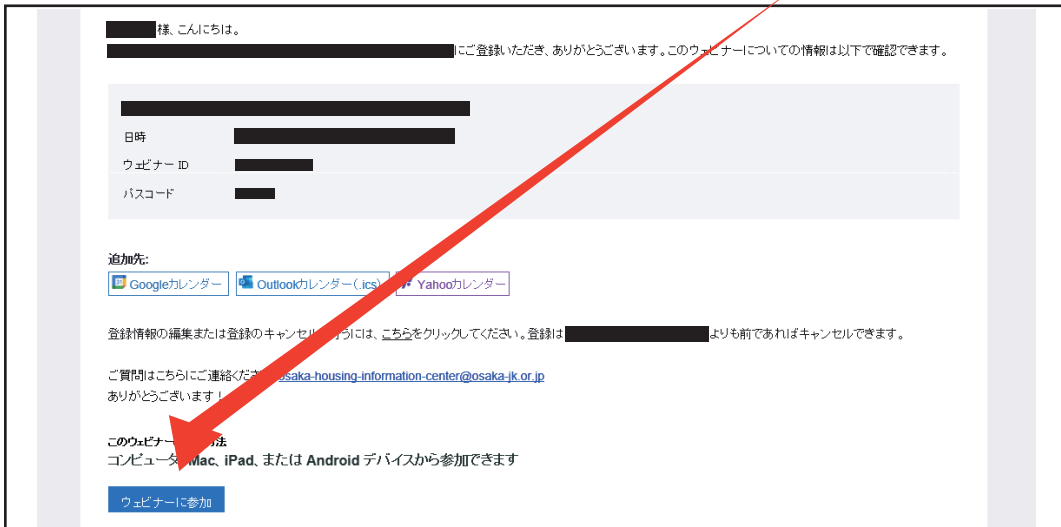 様、こんにちは。
にご登録いただき、ありがとうございます。このウェビナーについての情報は以下で確認できます。
日時
ウェビナー ID
パスコード
追加先:
Googleカレンダー Outlookカレンダー(.ics) Yahooカレンダー
登録情報の編集または登録のキャンセル うには、こちらをクリックしてください。登録は よりも前であればキャンセルできます。
ご質問はこちらにご連絡くだ osaka-housing-information-center@osaka-jk.or.jp
ありがとうございます!
このウェビナー 法
コンピュータ Mac、iPad、または Android デバイスから参加できます
ウェビナーに参加